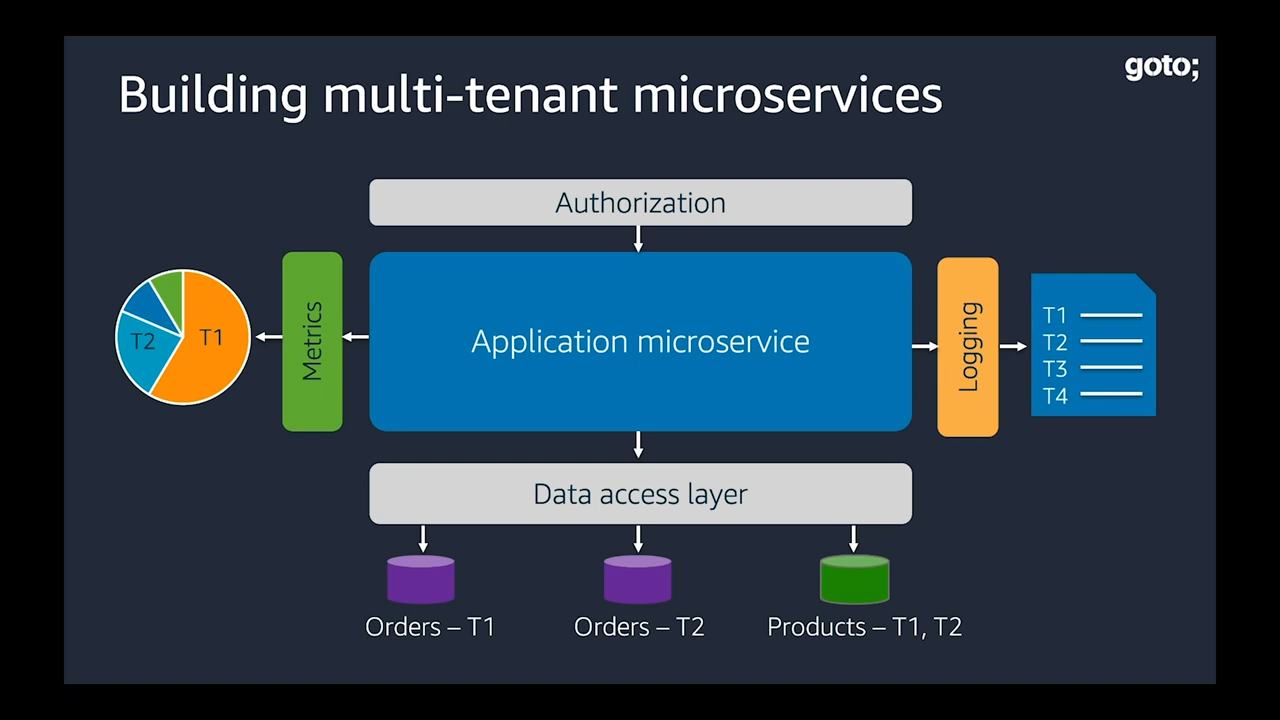 goto;
Building multi-tenant microservices
Authorization
T1
T2
Metrics
Application microservice
Logging
T1
T2
T3
T4
Data access layer
Orders – T1
Orders – T2
Products – T1, T2